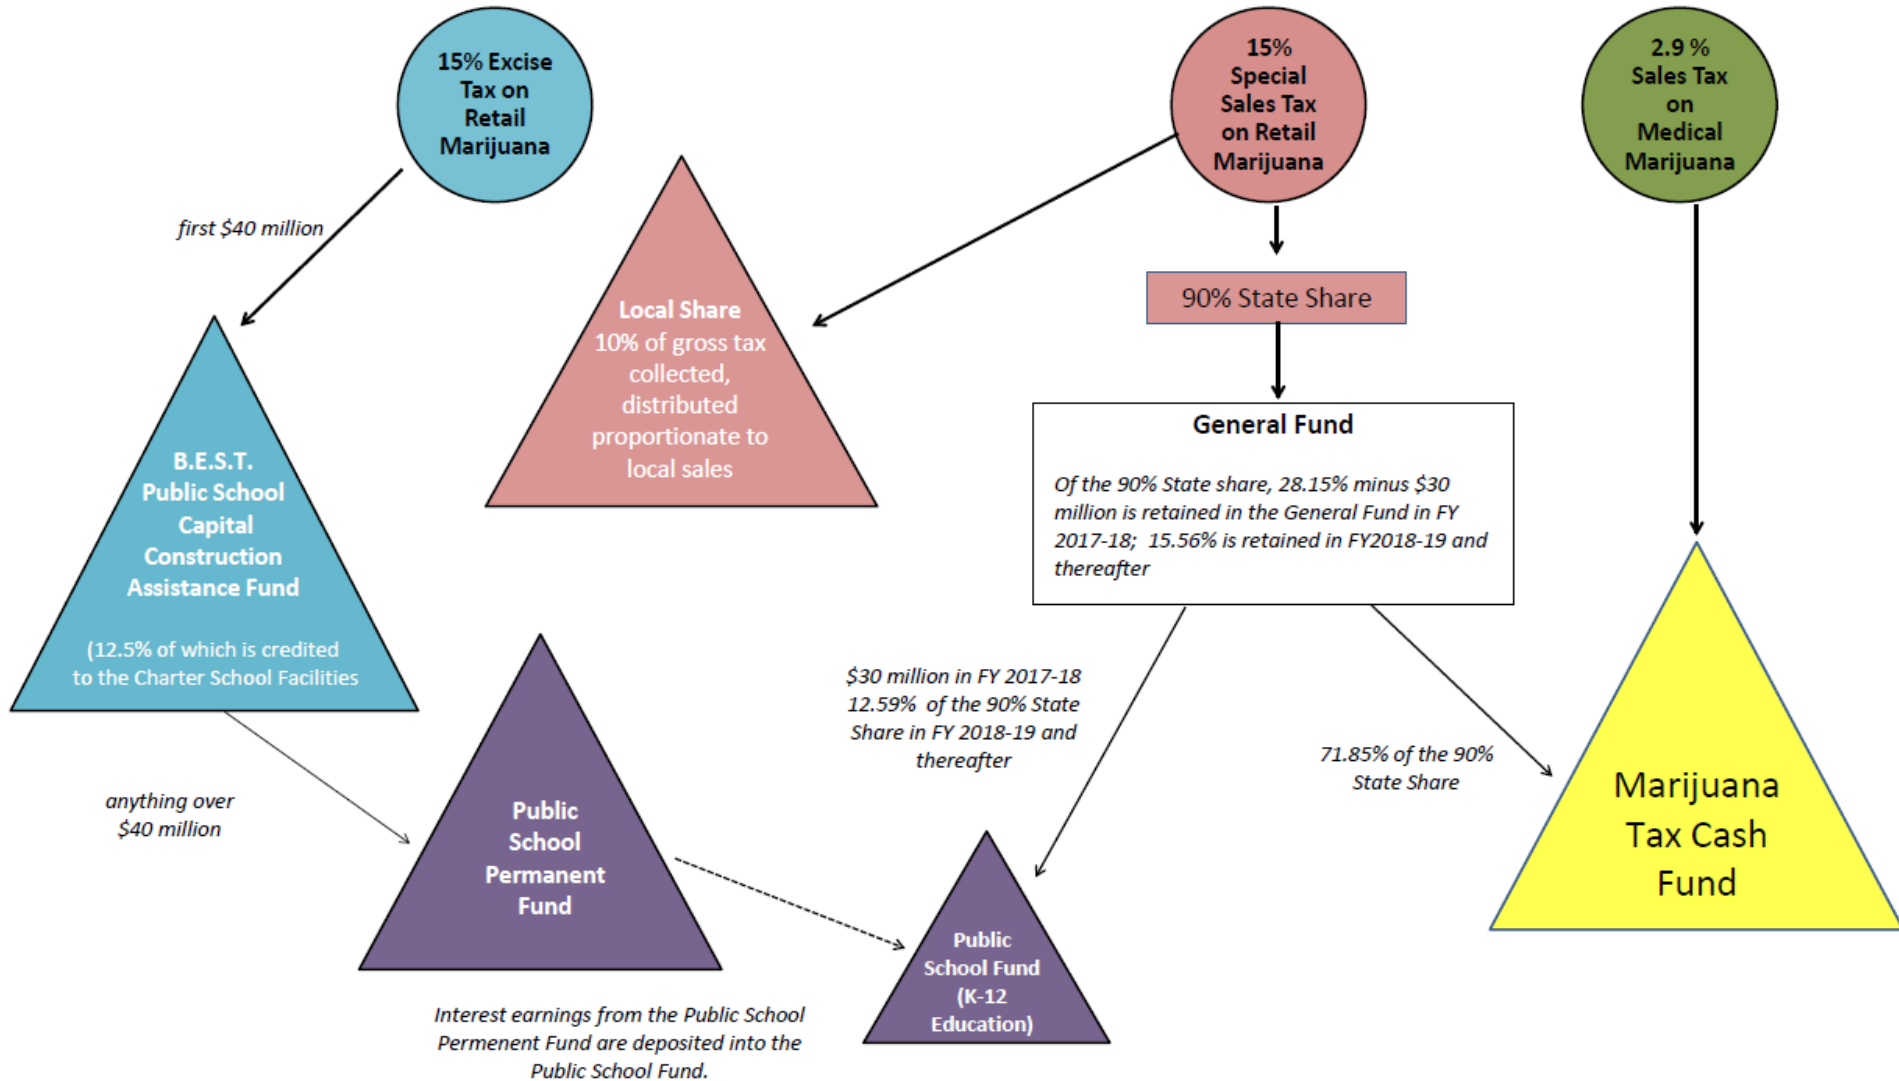 15% Excise
Tax on
Retail
Marijuana
15%
Special
Sales Tax
on Retail
Marijuana
2.9 %
Sales Tax
on
Medical
Marijuana
first $40 million
90% State Share
Local Share
10% of gross tax
collected,
distributed
proportionate to
local sales
General Fund
Of the 90% State share, 28.15% minus $30
million is retained in the General Fund in FY
2017-18;  15.56% is retained in FY2018-19 and
thereafter
B.E.S.T.
Public School
Capital
Construction
Assistance Fund
(12.5% of which is credited
to the Charter School Facilities
$30 million in FY 2017-18
12.59%  of the 90% State
Share in FY 2018-19 and
thereafter
71.85% of the 90%
State Share
anything over
$40 million
Public
School
Permanent
Fund
Marijuana
Tax Cash
Fund
Public
School Fund
(K-12
Education)
Interest earnings from the Public School
Permenent Fund are deposited into the
Public School Fund.